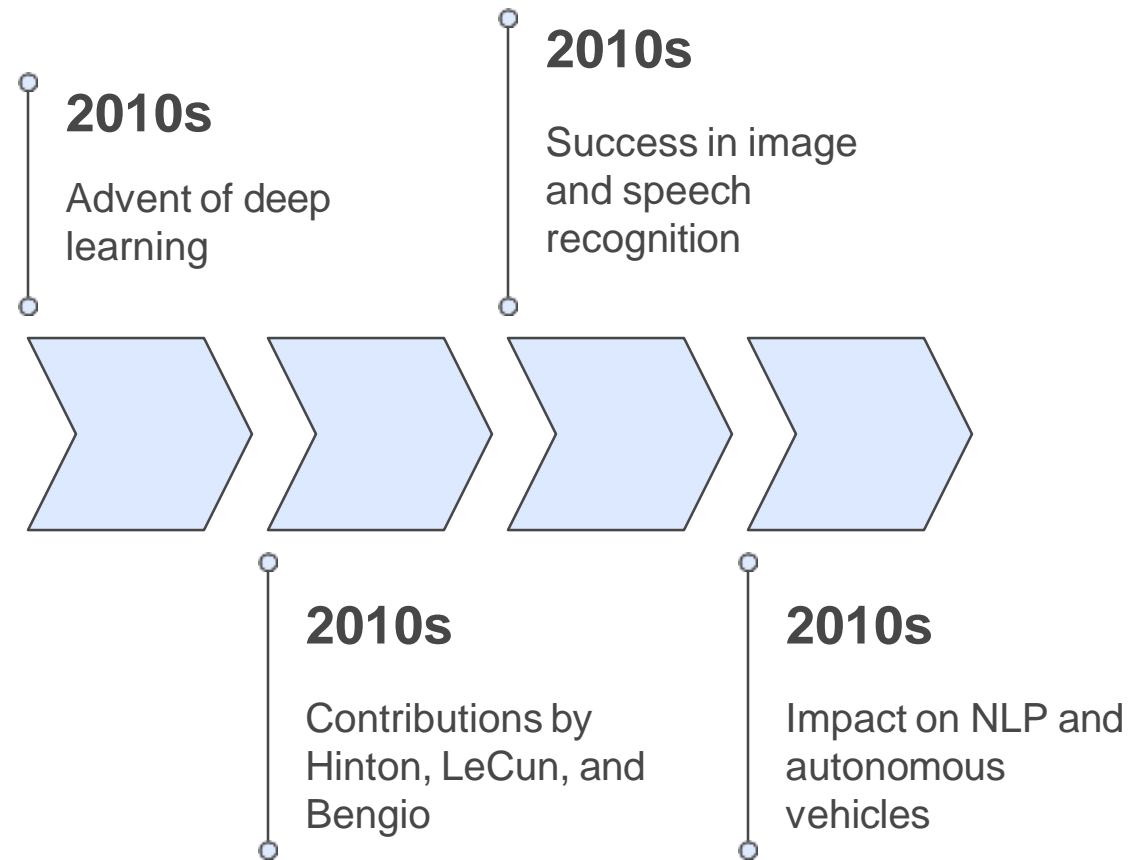 2010s
Advent of deep
learning
2010s
Contributions by
Hinton, LeCun, and
Bengio
2010s
Success in image
and speech
recognition
2010s
Impact on NLP and
autonomous
vehicles